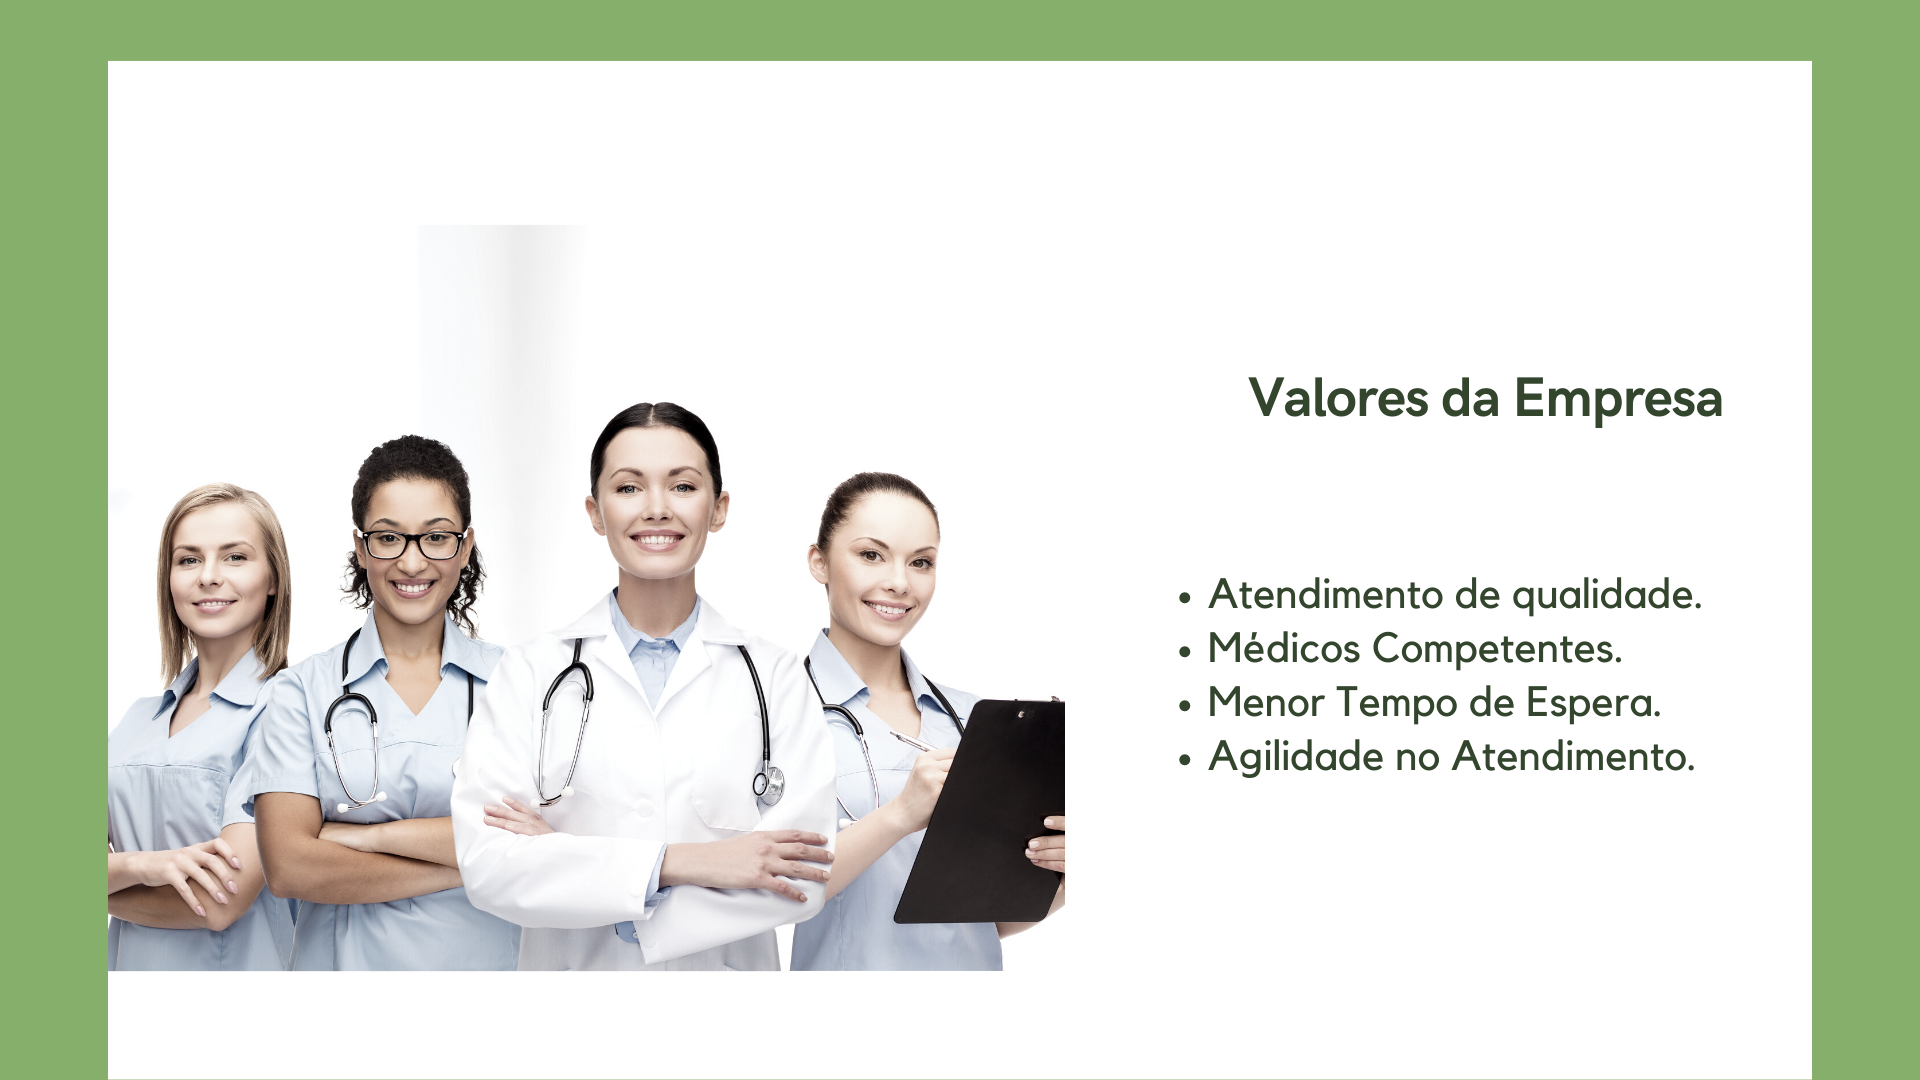 Valores da Empresa
• Atendimento de qualidade.
• Médicos Competentes.
• Menor Tempo de Espera.
• Agilidade no Atendimento.